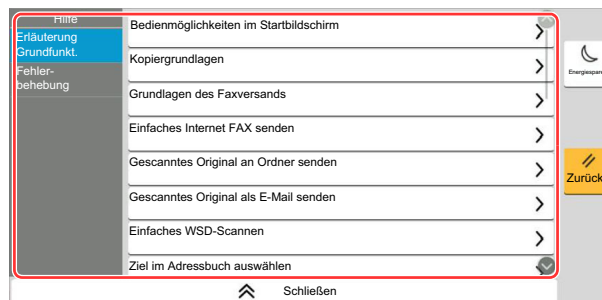 Hilfe
Erläuterung
Grundfunkt.
Fehler-
behebung
Bedienmöglichkeiten im Startbildschirm
Kopiergrundlagen
Grundlagen des Faxversands
Einfaches Internet FAX senden
Gescanntes Original an Ordner senden
Gescanntes Original als E-Mail senden
Einfaches WSD-Scannen
Ziel im Adressbuch auswählen
Schließen
Energiespar
Zurück